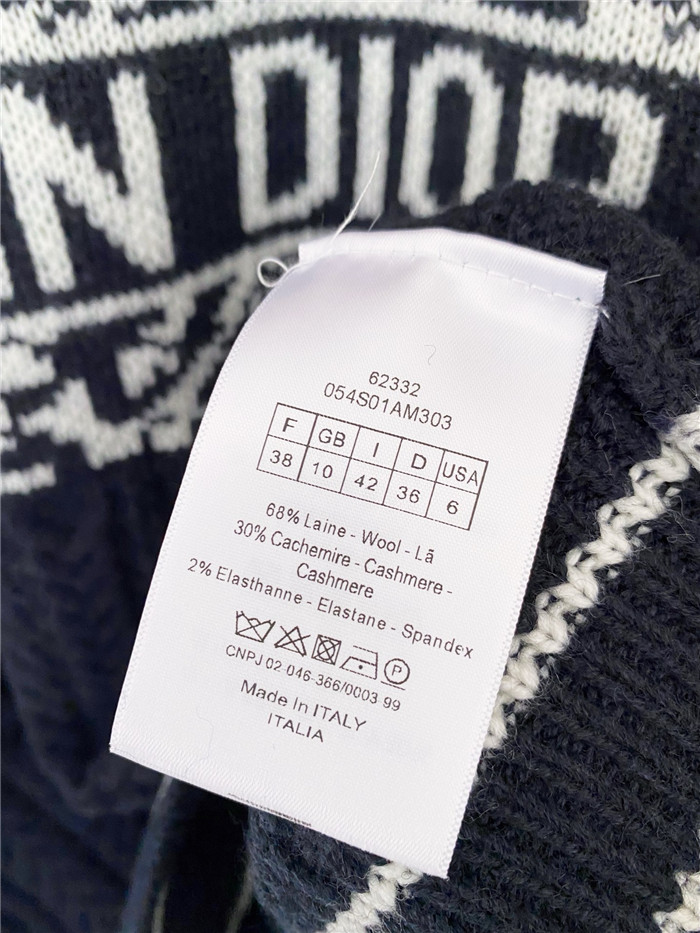 N DIOR
62332
054S01AM303
F GB I D USA
38 10 42 36 6
68% Laine - Wool - Lã
30% Cachemire - Cashmere -
Cashmere
2% Elasthanne - Elastane - Spandex
P
CNPJ 02-046-366/0003-99
Made In ITALY
ITALIA